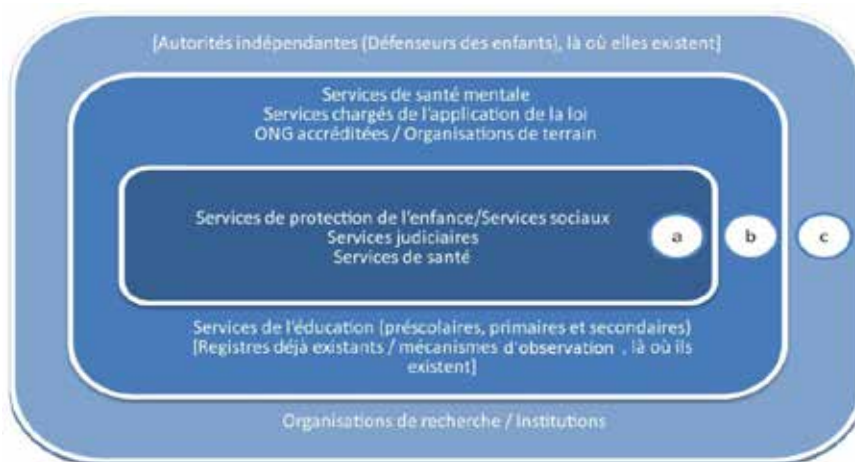 [Autorités indépendantes (Défenseurs des enfants), là où elles existent]
Services de santé mentale
Services chargés de l'application de la loi
ONG accréditées / Organisations de terrain
Services de protection de l'enfance/Services sociaux
Services judiciaires
Services de santé
a
b
c
Services de l'éducation (préscolaires, primaires et secondaires)
[Registres déjà existants / mécanismes d'observation , là où ils
existent]
Organisations de recherche / Institutions